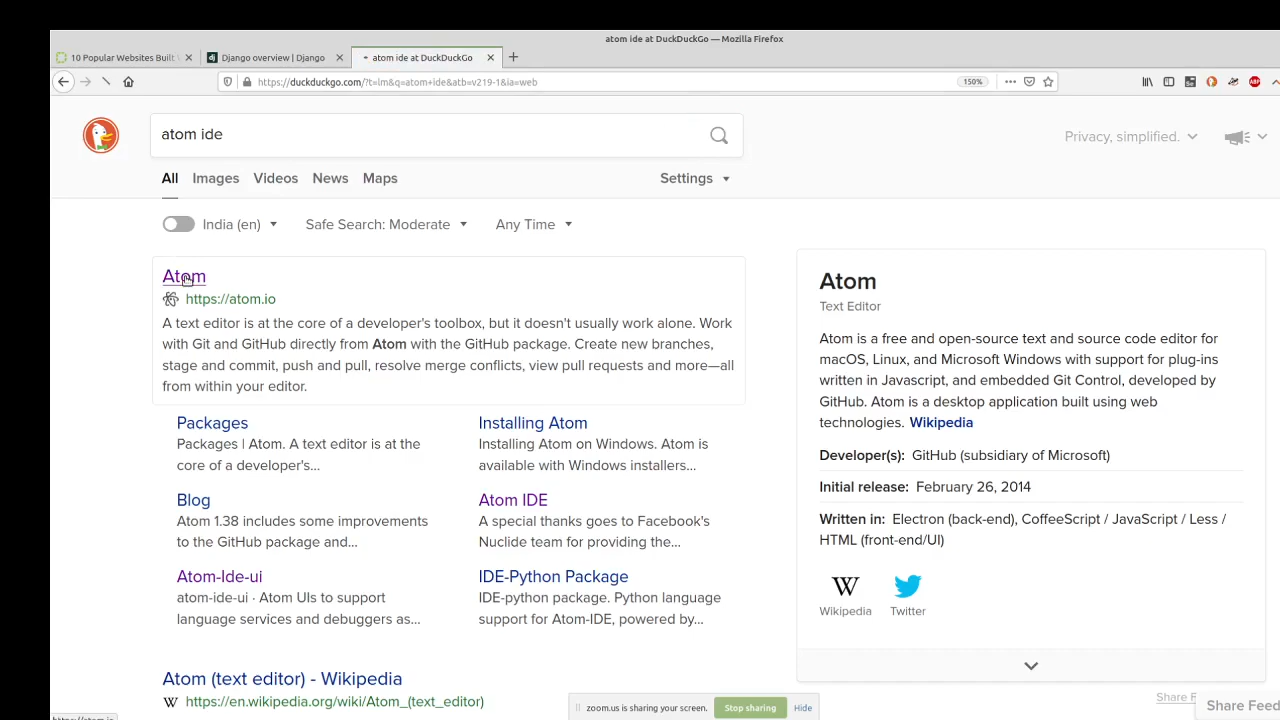 atom ide at DuckDuckGo — Mozilla Firefox
10 Popular Websites Built
Django overview | Django
atom ide at DuckDuckGo
https://duckduckgo.com/?t=lm&q=atom+ide&atb=v219-1&ia=web
150%
ABP
atom ide
Privacy, simplified.
All Images Videos News Maps Settings
India (en) Safe Search: Moderate Any Time
Atom
https://atom.io
A text editor is at the core of a developer's toolbox, but it doesn't usually work alone. Work
with Git and GitHub directly from Atom with the GitHub package. Create new branches,
stage and commit, push and pull, resolve merge conflicts, view pull requests and more—all
from within your editor.
Packages
Packages | Atom. A text editor is at the
core of a developer's...
Installing Atom
Installing Atom on Windows. Atom is
available with Windows installers...
Blog
Atom 1.38 includes some improvements
to the GitHub package and...
Atom IDE
A special thanks goes to Facebook's
Nuclide team for providing the...
Atom-Ide-ui
atom-ide-ui · Atom UIs to support
language services and debuggers as...
IDE-Python Package
IDE-python package. Python language
support for Atom-IDE, powered by...
Atom (text editor) - Wikipedia
W https://en.wikipedia.org/wiki/Atom_(text_editor)
Atom
Text Editor
Atom is a free and open-source text and source code editor for
macOS, Linux, and Microsoft Windows with support for plug-ins
written in Javascript, and embedded Git Control, developed by
GitHub. Atom is a desktop application built using web
technologies. Wikipedia
Developer(s): GitHub (subsidiary of Microsoft)
Initial release: February 26, 2014
Written in: Electron (back-end), CoffeeScript / JavaScript / Less /
HTML (front-end/UI)
W
Wikipedia Twitter
Share F
Share Feed
zoom.us is sharing your screen. Stop sharing Hide